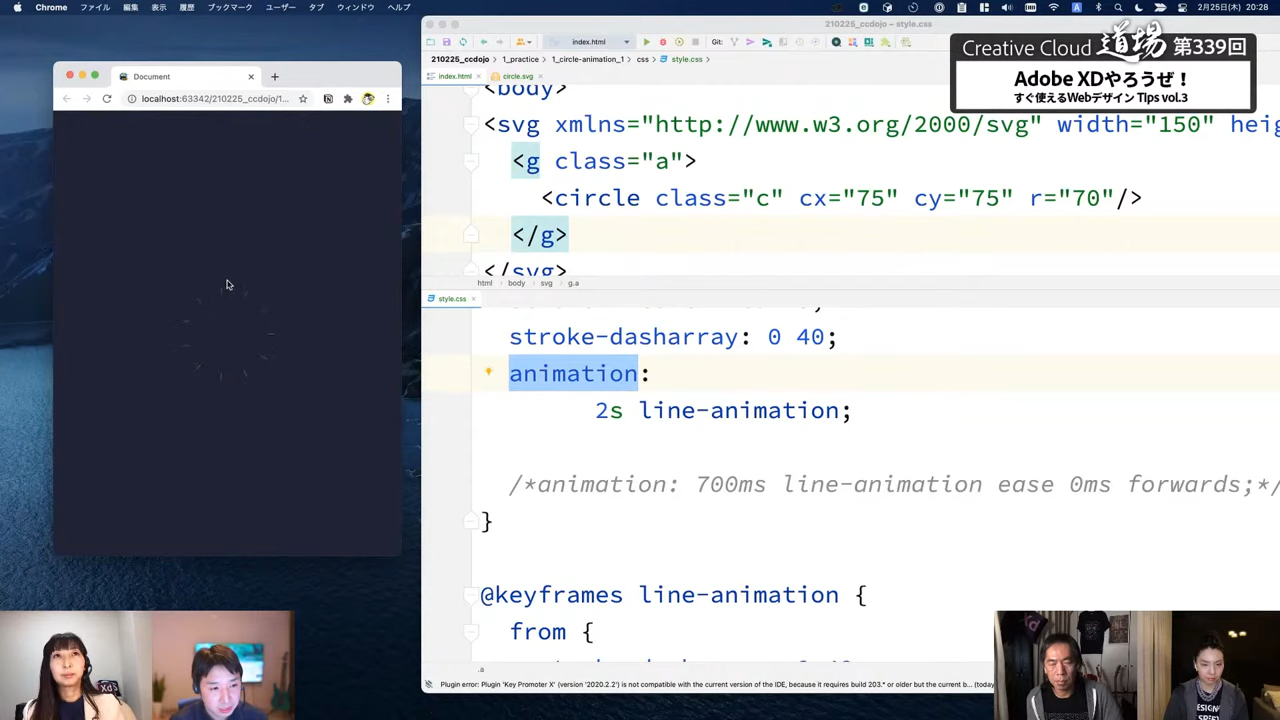 Chrome ファイル 編集 表示 履歴 ブックマーク ユーザー タブ ウィンドウ ヘルプ
2月25日(木) 20:28
210225_ccdojo – style.css
index.html
Git:
210225_ccdojo > 1_practice > 1_circle-animation_1 > css > style.css
index.html
circle.svg
Creative Cloud 道場 第339回
Adobe XDやろうぜ！
すぐ使えるWebデザイン Tips vol.3
Document
localhost:63342/210225_ccdojo/1...
<body>
<svg xmlns="http://www.w3.org/2000/svg" width="150" heig
<g class="a">
<circle class="c" cx="75" cy="75" r="70"/>
</g>
</svg>
html body svg g.a
style.css
stroke-dasharray: 0 40;
animation:
2s line-animation;
/*animation: 700ms line-animation ease 0ms forwards;*/
}
@keyframes line-animation {
from {
.a
Plugin error: Plugin 'Key Promoter X' (version '2020.2.2') is not compatible with the current version of the IDE, because it requires build 203.* or older but the current b... (today
Xd